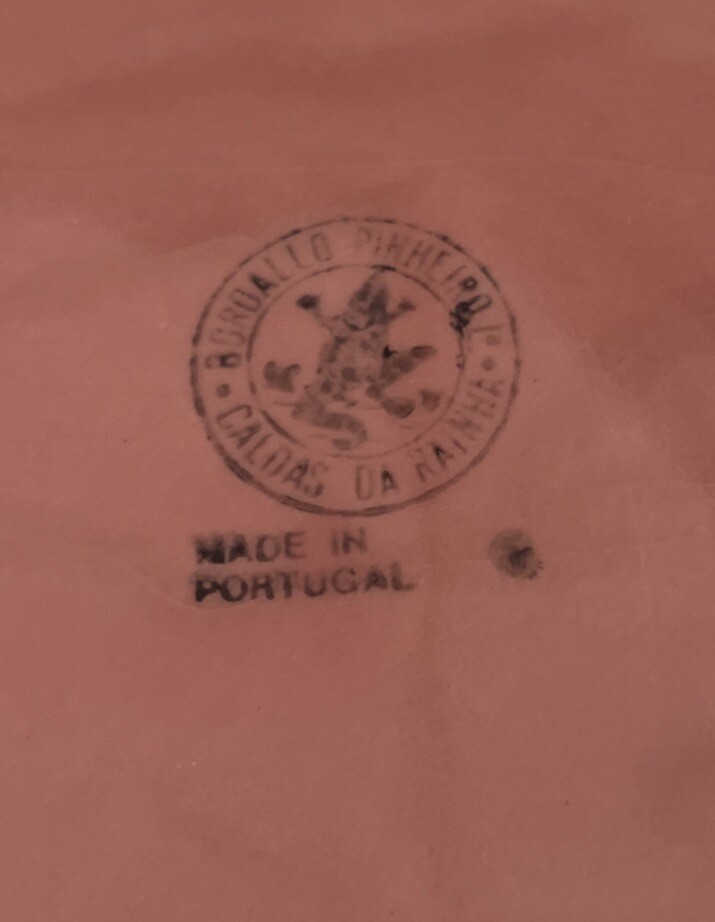 BORDALLO PINHEIRO
CALDAS DA RAINHA
MADE IN
PORTUGAL